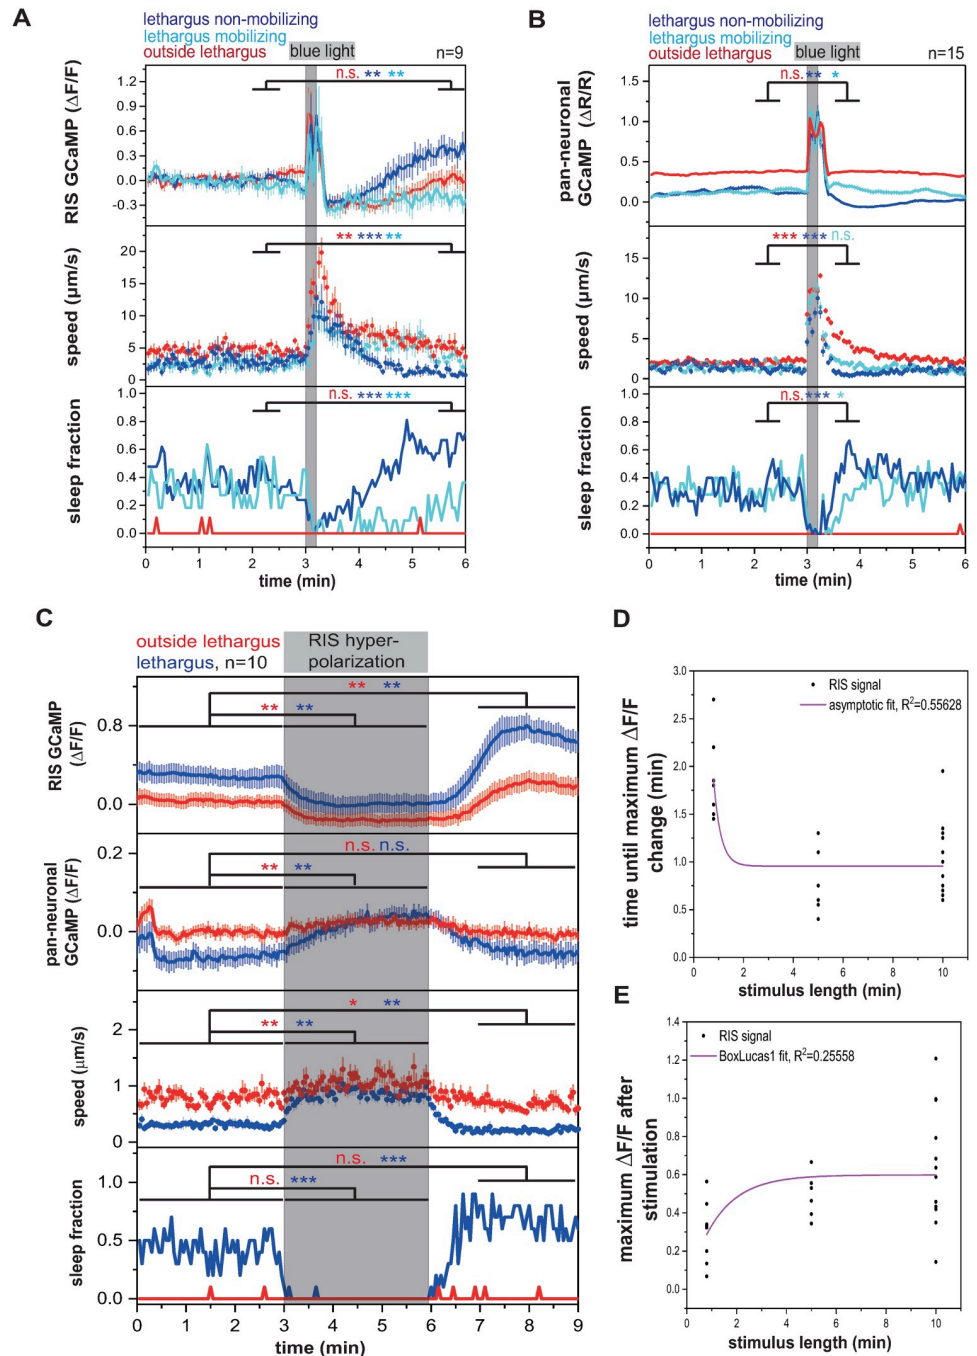 A
lethargus non-mobilizing
lethargus mobilizing
outside lethargus
blue light
n=9
n.s. ** **
RIS GCaMP (ΔF/F)
1.2
0.9
0.6
0.3
0.0
-0.3
** *** **
speed (µm/s)
20
15
10
5
0
n.s. *** ***
sleep fraction
1.0
0.8
0.6
0.4
0.2
0.0
0 1 2 3 4 5 6
time (min)
B
lethargus non-mobilizing
lethargus mobilizing
outside lethargus
blue light
n=15
n.s. ** *
pan-neuronal
GCaMP (ΔR/R)
1.5
1.0
0.5
0.0
*** *** n.s.
speed (µm/s)
15
10
5
0
n.s. *** *
sleep fraction
1.0
0.8
0.6
0.4
0.2
0.0
0 1 2 3 4 5 6
time (min)
C
outside lethargus
lethargus, n=10
RIS hyper-
polarization
** **
** **
RIS GCaMP
(ΔF/F)
0.8
0.0
n.s. n.s.
** **
pan-neuronal
GCaMP (ΔF/F)
0.2
0.0
* **
** **
speed (µm/s)
2
1
0
n.s. ***
n.s. ***
sleep fraction
1.0
0.5
0.0
0 1 2 3 4 5 6 7 8 9
time (min)
D
RIS signal
asymptotic fit, R²=0.55628
time until maximum ΔF/F
change (min)
3.0
2.5
2.0
1.5
1.0
0.5
0.0
0 2 4 6 8 10
stimulus length (min)
E
RIS signal
BoxLucas1 fit, R²=0.25558
maximum ΔF/F after
stimulation
1.4
1.2
1.0
0.8
0.6
0.4
0.2
0.0
0 2 4 6 8 10
stimulus length (min)